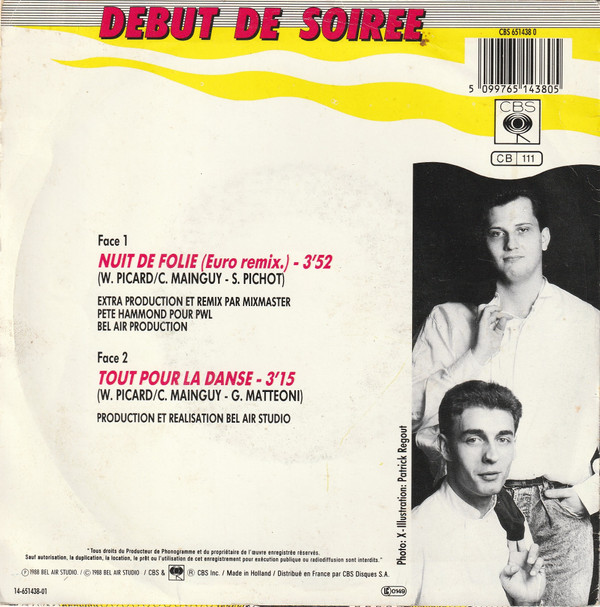 DEBUT DE SOIREE
CBS 651438 0
5 099765 143805
CBS
CB 111
Face 1
NUIT DE FOLIE (Euro remix.) - 3'52
(W. PICARD/C. MAINGUY - S. PICHOT)
EXTRA PRODUCTION ET REMIX PAR MIXMASTER
PETE HAMMOND POUR PWL
BEL AIR PRODUCTION
Face 2
TOUT POUR LA DANSE - 3'15
(W. PICARD/C. MAINGUY - G. MATTEONI)
PRODUCTION ET REALISATION BEL AIR STUDIO
Photo: X - Illustration: Patrick Regout
"Tous droits du Producteur de Phonogramme et du propriétaire de l'œuvre enregistrée réservés.
Sauf autorisation, la duplication, la location, le prêt ou l'utilisation de cet enregistrement pour exécution publique ou radiodiffusion sont interdits."
Ⓟ 1988 BEL AIR STUDIO. / © 1988 BEL AIR STUDIO / CBS & ® CBS Inc. / Made in Holland / Distribué en France par CBS Disques S.A.
LC 0149
14-651438-01